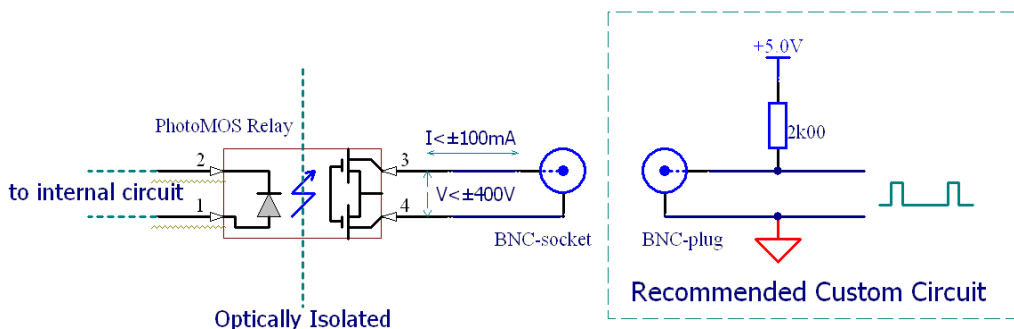 +5.0V
PhotoMOS Relay
2k00
I<±100mA
2
3
to internal circuit
V<±400V
1
4
BNC-socket
BNC-plug
Recommended Custom Circuit
Optically Isolated